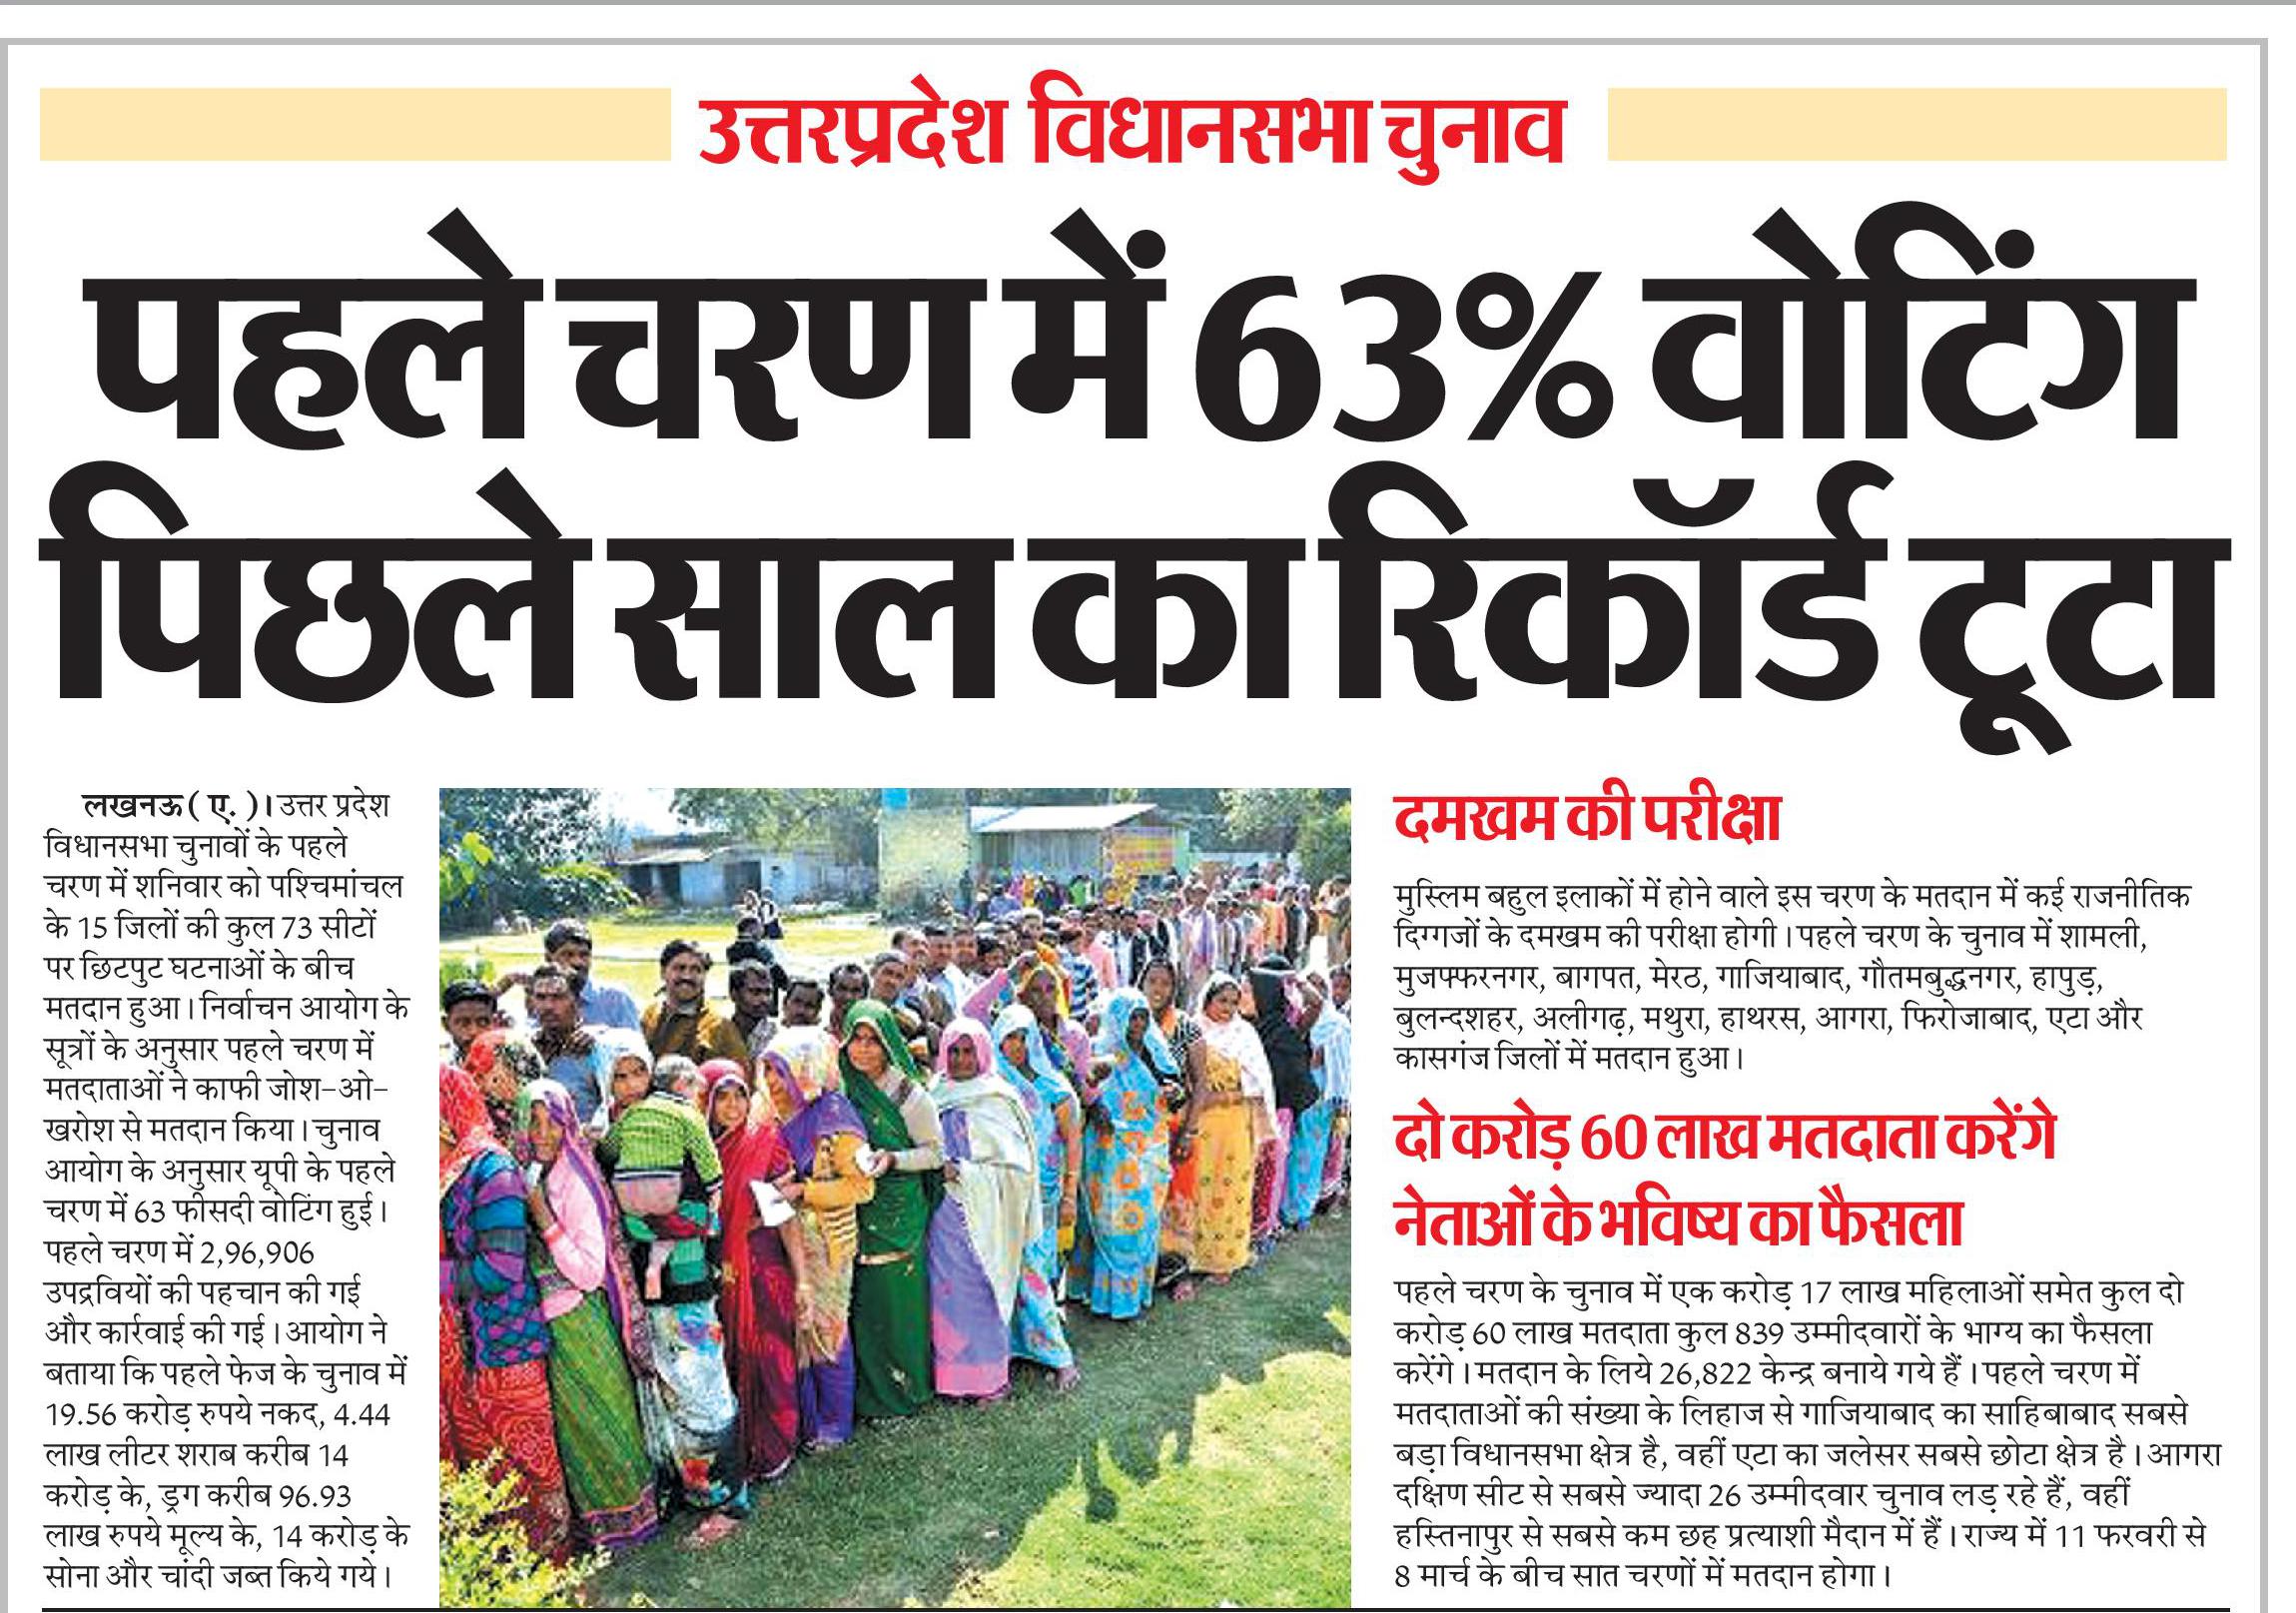 उत्तरप्रदेश विधानसभा चुनाव
पहले चरण में 63% वोटिंग
पिछले साल का रिकॉर्ड टूटा
लखनऊ ( ए. )। उत्तर प्रदेश
विधानसभा चुनावों के पहले
चरण में शनिवार को पश्चिमांचल
के 15 जिलों की कुल 73 सीटों
पर छिटपुट घटनाओं के बीच
मतदान हुआ। निर्वाचन आयोग के
सूत्रों के अनुसार पहले चरण में
मतदाताओं ने काफी जोश-ओ-
खरोश से मतदान किया। चुनाव
आयोग के अनुसार यूपी के पहले
चरण में 63 फीसदी वोटिंग हुई।
पहले चरण में 2,96,906
उपद्रवियों की पहचान की गई
और कार्रवाई की गई। आयोग ने
बताया कि पहले फेज के चुनाव में
19.56 करोड़ रुपये नकद, 4.44
लाख लीटर शराब करीब 14
करोड़ के, ड्रग करीब 96.93
लाख रुपये मूल्य के, 14 करोड़ के
सोना और चांदी जब्त किये गये।
दमखम की परीक्षा
मुस्लिम बहुल इलाकों में होने वाले इस चरण के मतदान में कई राजनीतिक
दिग्गजों के दमखम की परीक्षा होगी। पहले चरण के चुनाव में शामली,
मुजफ्फरनगर, बागपत, मेरठ, गाजियाबाद, गौतमबुद्धनगर, हापुड़,
बुलन्दशहर, अलीगढ़, मथुरा, हाथरस, आगरा, फिरोजाबाद, एटा और
कासगंज जिलों में मतदान हुआ।
दो करोड़ 60 लाख मतदाता करेंगे
नेताओं के भविष्य का फैसला
पहले चरण के चुनाव में एक करोड़ 17 लाख महिलाओं समेत कुल दो
करोड़ 60 लाख मतदाता कुल 839 उम्मीदवारों के भाग्य का फैसला
करेंगे। मतदान के लिये 26,822 केन्द्र बनाये गये हैं। पहले चरण में
मतदाताओं की संख्या के लिहाज से गाजियाबाद का साहिबाबाद सबसे
बड़ा विधानसभा क्षेत्र है, वहीं एटा का जलेसर सबसे छोटा क्षेत्र है। आगरा
दक्षिण सीट से सबसे ज्यादा 26 उम्मीदवार चुनाव लड़ रहे हैं, वहीं
हस्तिनापुर से सबसे कम छह प्रत्याशी मैदान में हैं। राज्य में 11 फरवरी से
8 मार्च के बीच सात चरणों में मतदान होगा।